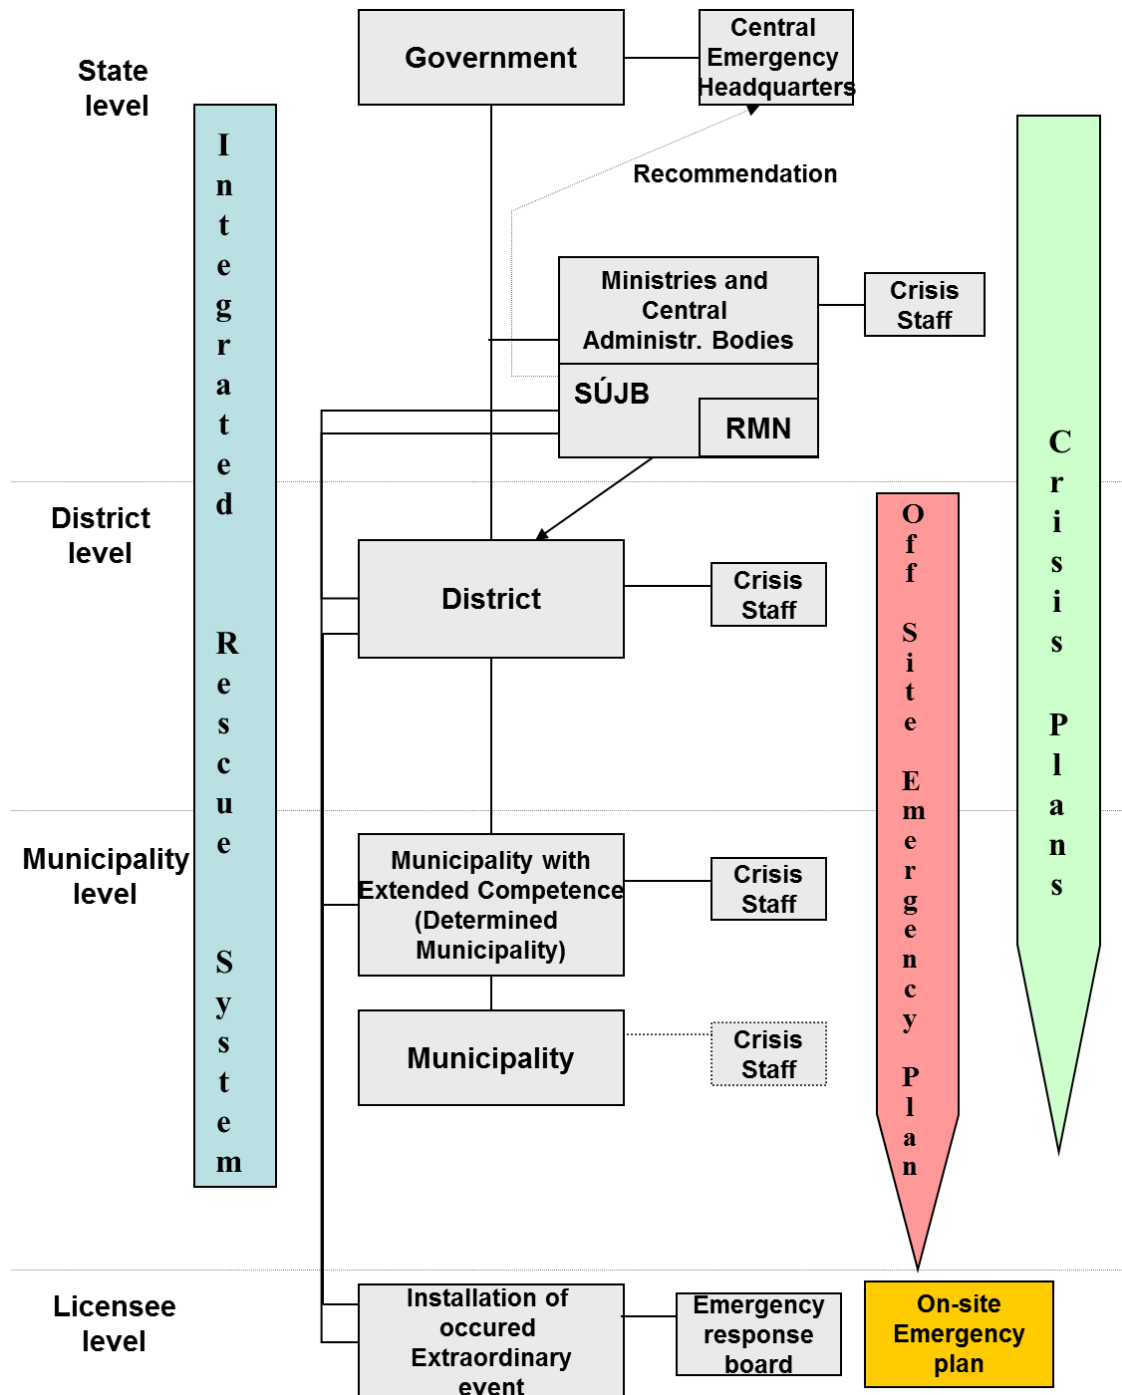 State
level
Government
Central
Emergency
Headquarters
Recommendation
Integrated Rescue System
Ministries and
Central
Administr. Bodies
Crisis
Staff
SÚJB
RMN
Crisis Plans
District
level
Off Site Emergency Plan
District
Crisis
Staff
Municipality
level
Municipality with
Extended Competence
(Determined
Municipality)
Crisis
Staff
Municipality
Crisis
Staff
Licensee
level
Installation of
occured
Extraordinary
event
Emergency
response
board
On-site
Emergency
plan